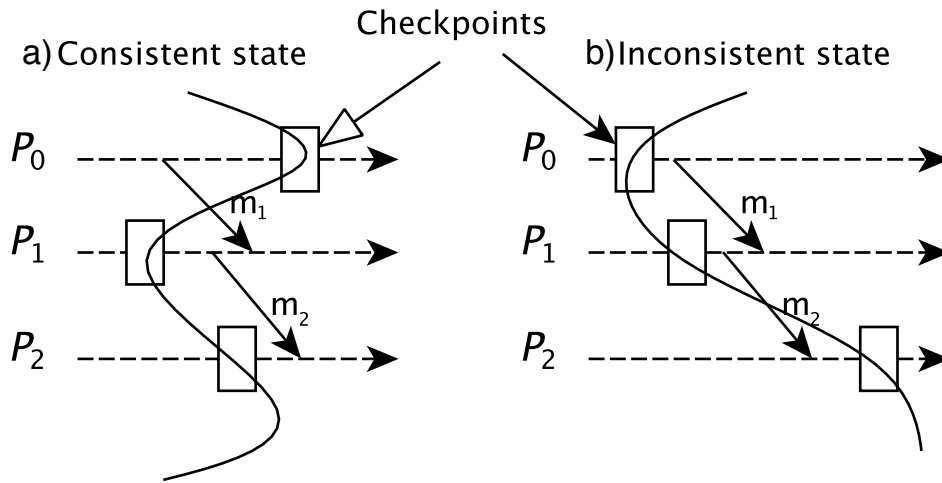 Checkpoints
a) Consistent state
b) Inconsistent state
P0
P0
m1
m1
P1
P1
m2
m2
P2
P2